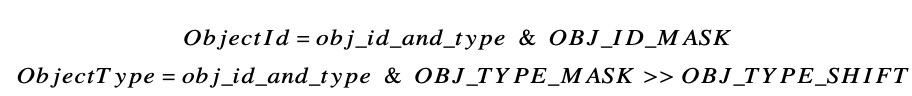 ObjectId = obj_id_and_type & OBJ_ID_MASK
ObjectType = obj_id_and_type & OBJ_TYPE_MASK >> OBJ_TYPE_SHIFT